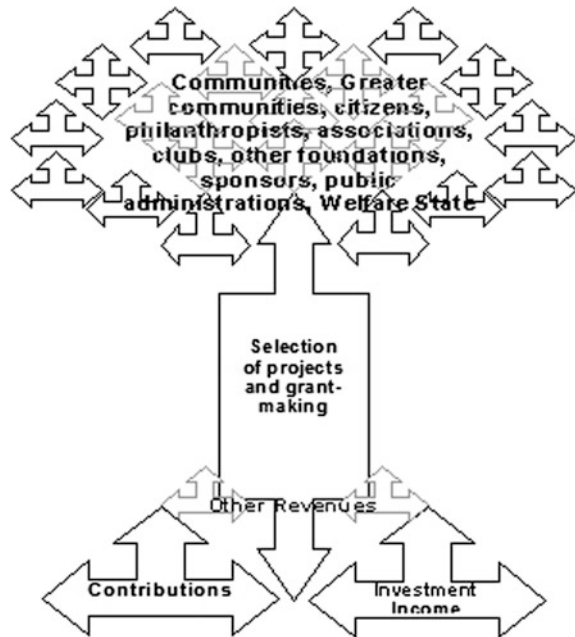 Communities, Greater
communities, citizens,
philanthropists, associations,
clubs, other foundations,
sponsors, public
administrations, Welfare State
Selection
of projects
and grant-
making
Other Revenues
Contributions
Investment
Income